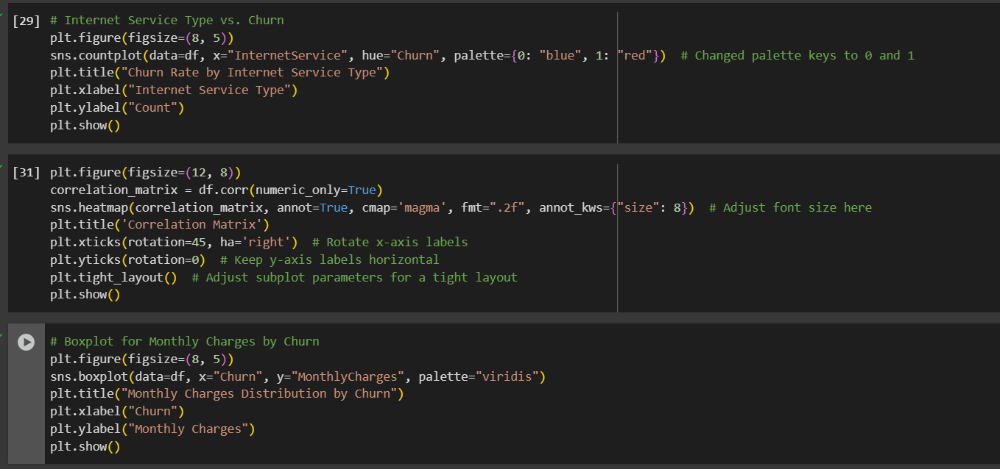 [29] # Internet Service Type vs. Churn
plt.figure(figsize=(8, 5))
sns.countplot(data=df, x="InternetService", hue="Churn", palette={0: "blue", 1: "red"})  # Changed palette keys to 0 and 1
plt.title("Churn Rate by Internet Service Type")
plt.xlabel("Internet Service Type")
plt.ylabel("Count")
plt.show()
[31] plt.figure(figsize=(12, 8))
correlation_matrix = df.corr(numeric_only=True)
sns.heatmap(correlation_matrix, annot=True, cmap='magma', fmt=".2f", annot_kws={"size": 8})  # Adjust font size here
plt.title('Correlation Matrix')
plt.xticks(rotation=45, ha='right')  # Rotate x-axis labels
plt.yticks(rotation=0)  # Keep y-axis labels horizontal
plt.tight_layout()  # Adjust subplot parameters for a tight layout
plt.show()
# Boxplot for Monthly Charges by Churn
plt.figure(figsize=(8, 5))
sns.boxplot(data=df, x="Churn", y="MonthlyCharges", palette="viridis")
plt.title("Monthly Charges Distribution by Churn")
plt.xlabel("Churn")
plt.ylabel("Monthly Charges")
plt.show()